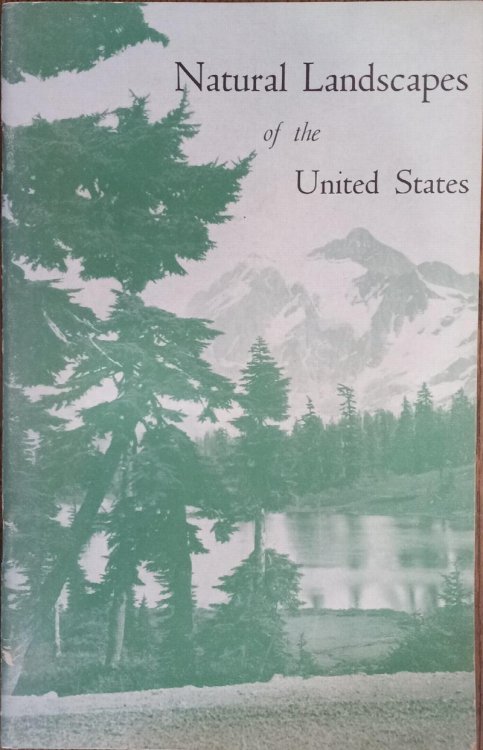 Natural Landscapes
of the
United States